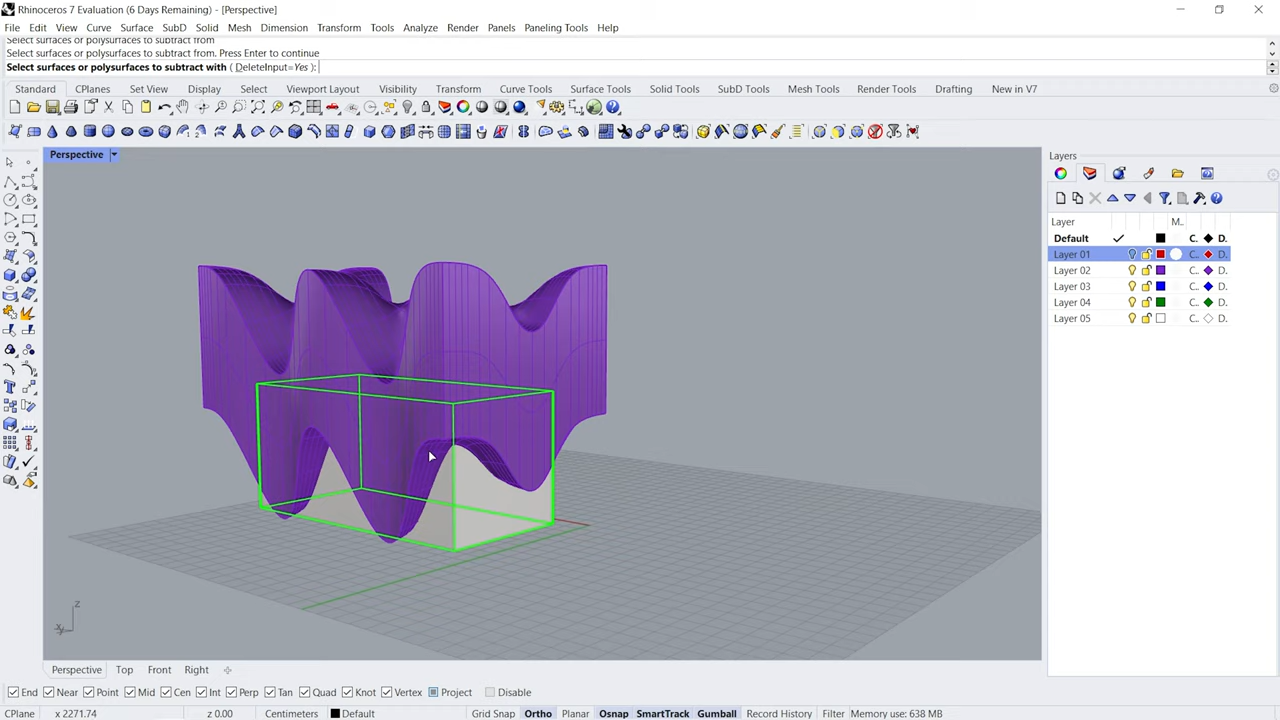 Rhinoceros 7 Evaluation (6 Days Remaining) - [Perspective]
File Edit View Curve Surface Solid SubD Mesh Dimension Transform Tools Analyze Render Panels Paneling Tools Help
Select surfaces or polysurfaces to subtract from
Select surfaces or polysurfaces to subtract from. Press Enter to continue
Select surfaces or polysurfaces to subtract with ( DeleteInput=Yes ):
Standard CPlanes Set View Display Select Viewport Layout Visibility Transform Curve Tools Surface Tools Solid Tools SubD Tools Mesh Tools Render Tools Drafting New in V7
Perspective
Layers
Layer M..
Default C.. D.
Layer 01 C.. D.
Layer 02 C.. D.
Layer 03 C.. D.
Layer 04 C.. D.
Layer 05 C.. D.
z
x y
Perspective Top Front Right
End Near Point Mid Cen Int Perp Tan Quad Knot Vertex Project Disable
CPlane x 2271.74 z 0.00 Centimeters Default Grid Snap Ortho Planar Osnap SmartTrack Gumball Record History Filter Memory use: 638 MB